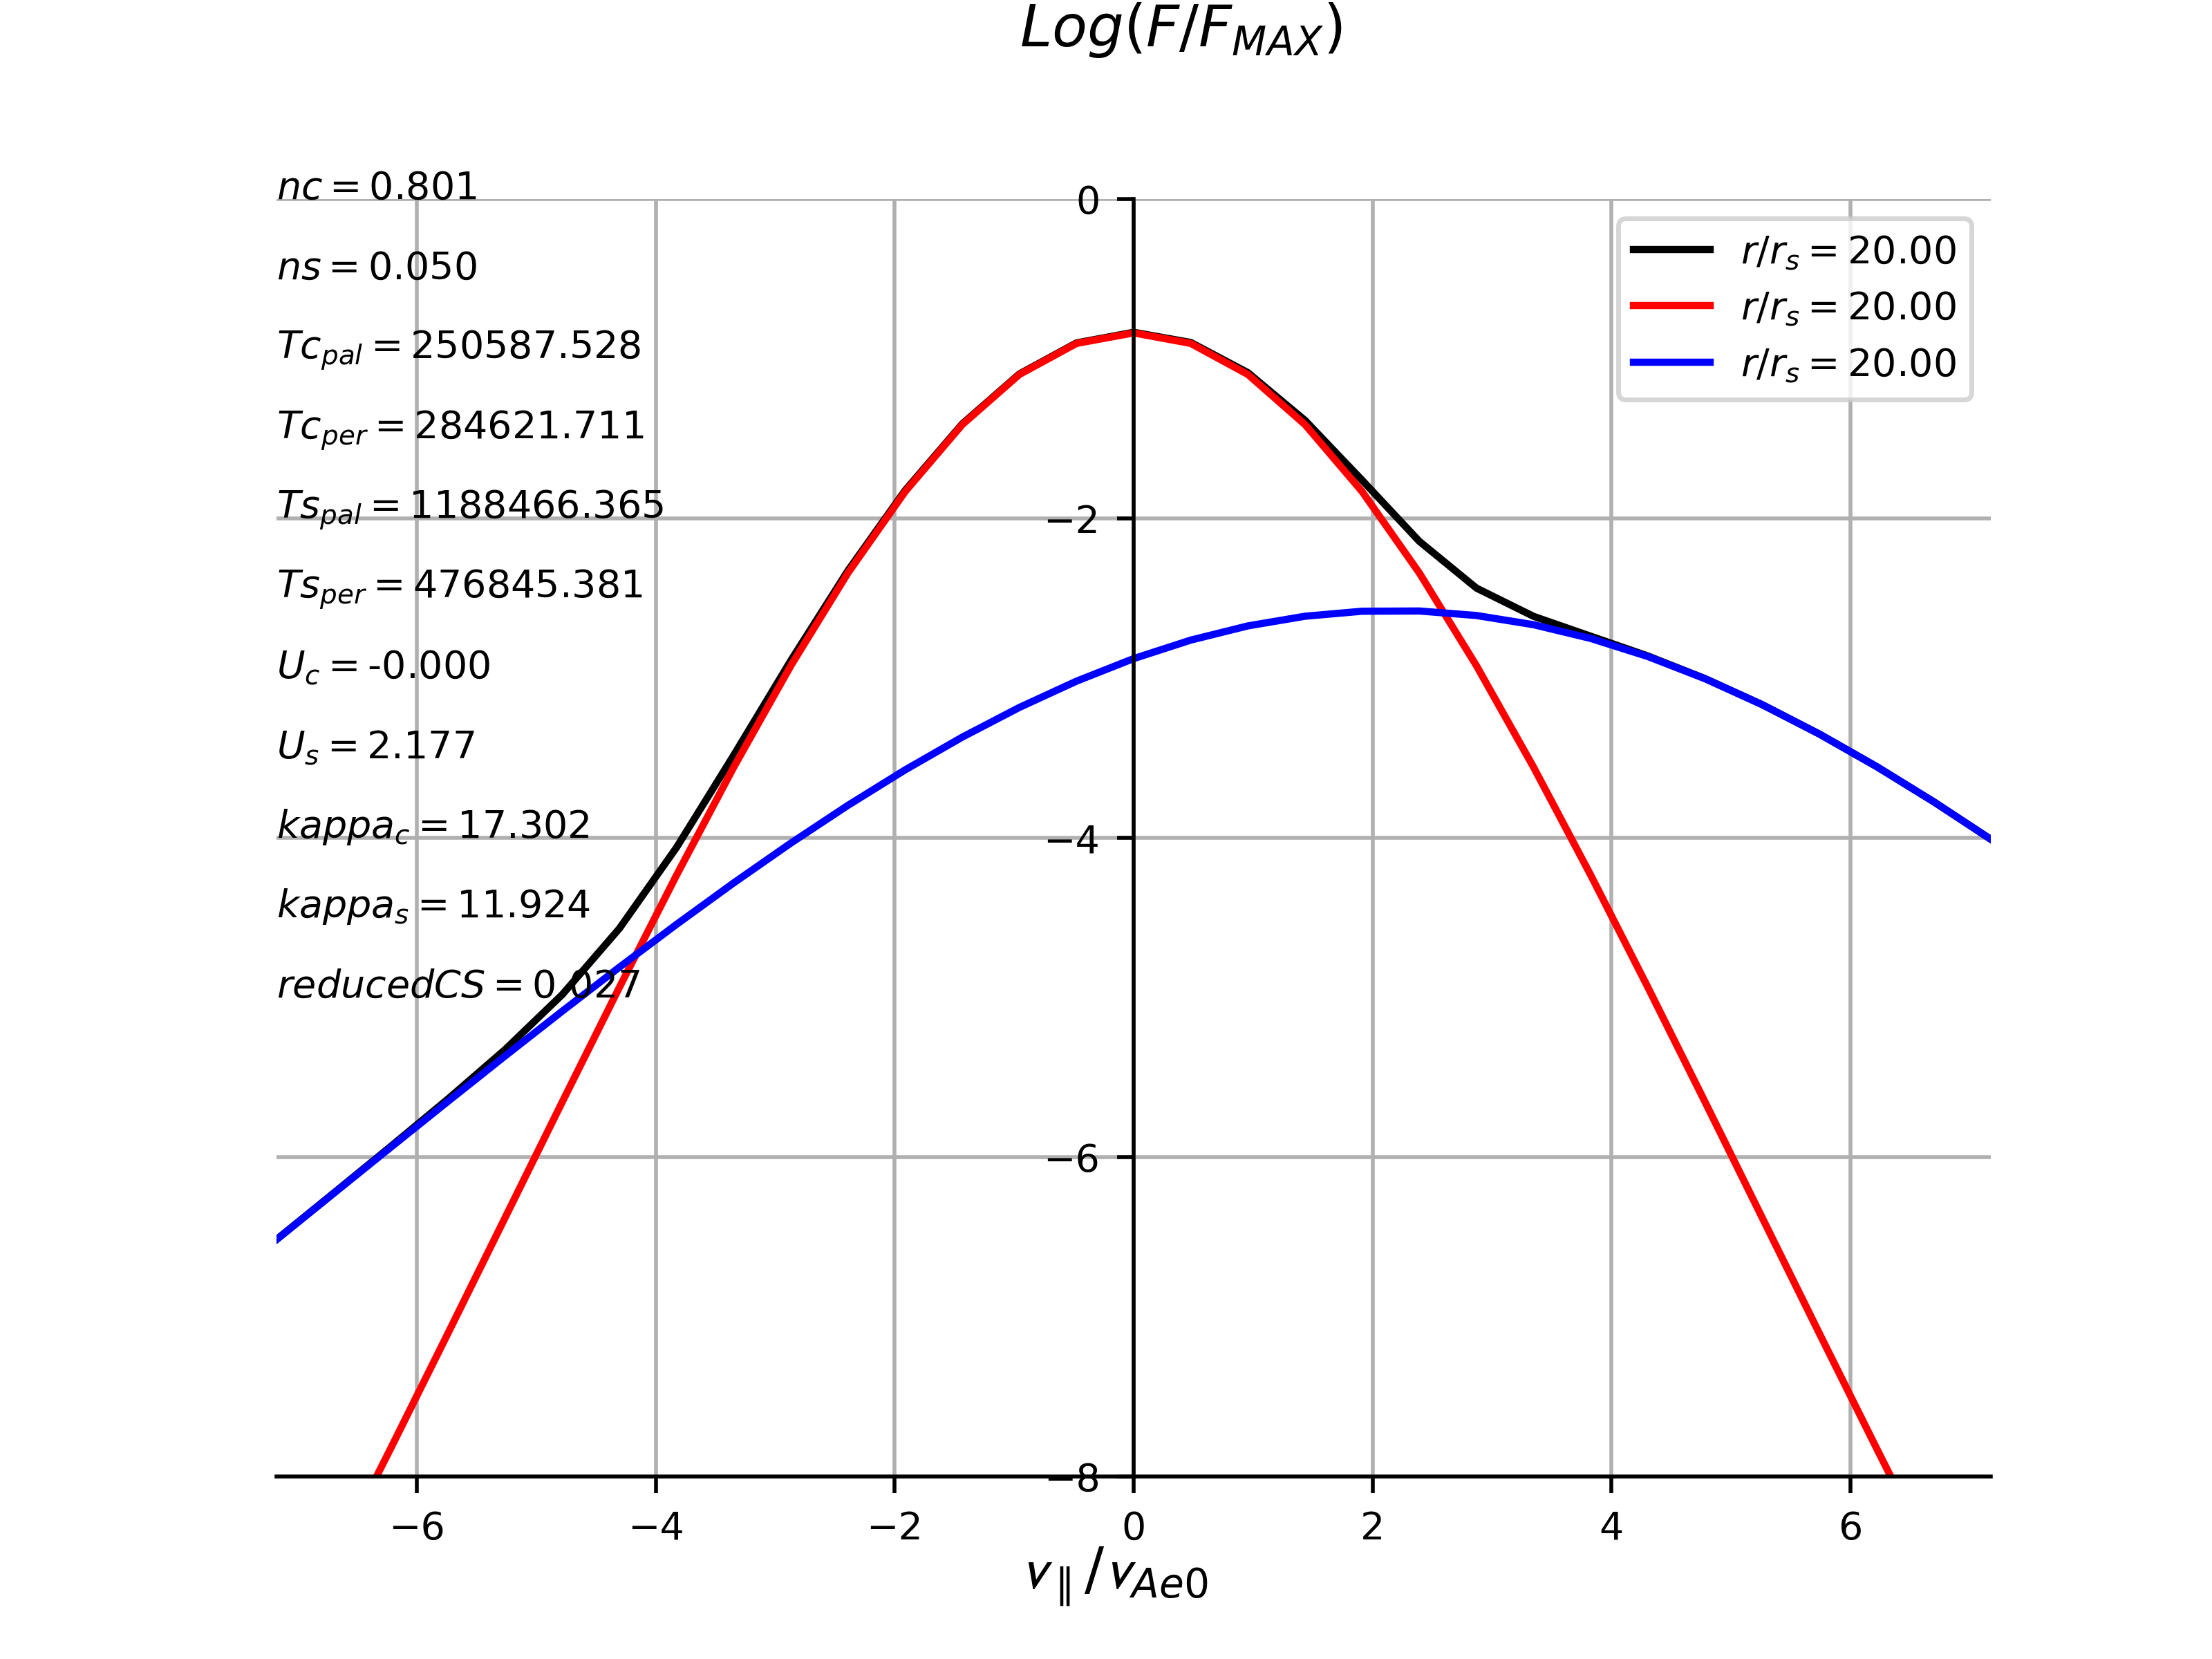 Log(F/F_MAX)
nc = 0.801
ns = 0.050
Tc_pal = 250587.528
Tc_per = 284621.711
Ts_pal = 1188466.365
Ts_per = 476845.381
U_c = -0.000
U_s = 2.177
kappa_c = 17.302
kappa_s = 11.924
reducedCS = 0.027
r/r_s = 20.00
r/r_s = 20.00
r/r_s = 20.00
0
−2
−4
−6
−8
−6 −4 −2 0 2 4 6
v_∥/v_Ae0